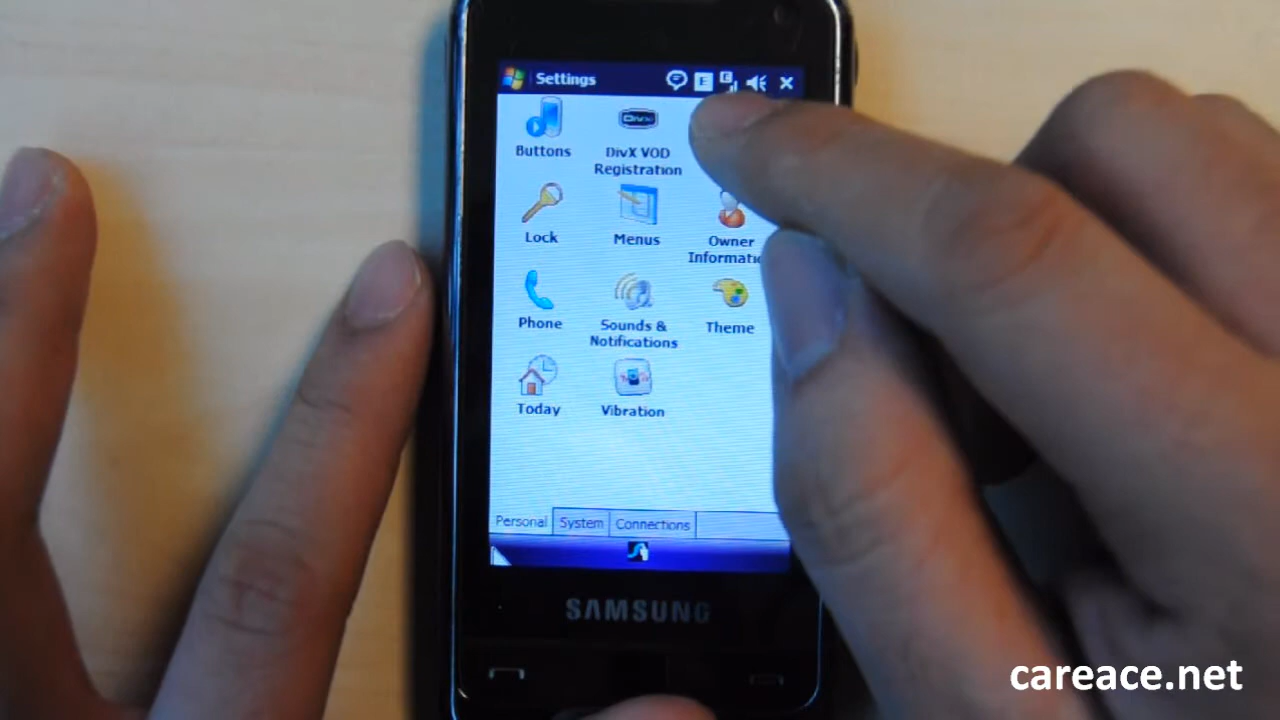 Settings
E
E
Buttons
DivX
DivX VOD
Registration
Lock
Menus
Owner
Phone
Sounds &
Notifications
Theme
Today
Vibration
Personal System Connections
SAMSUNG
careace.net